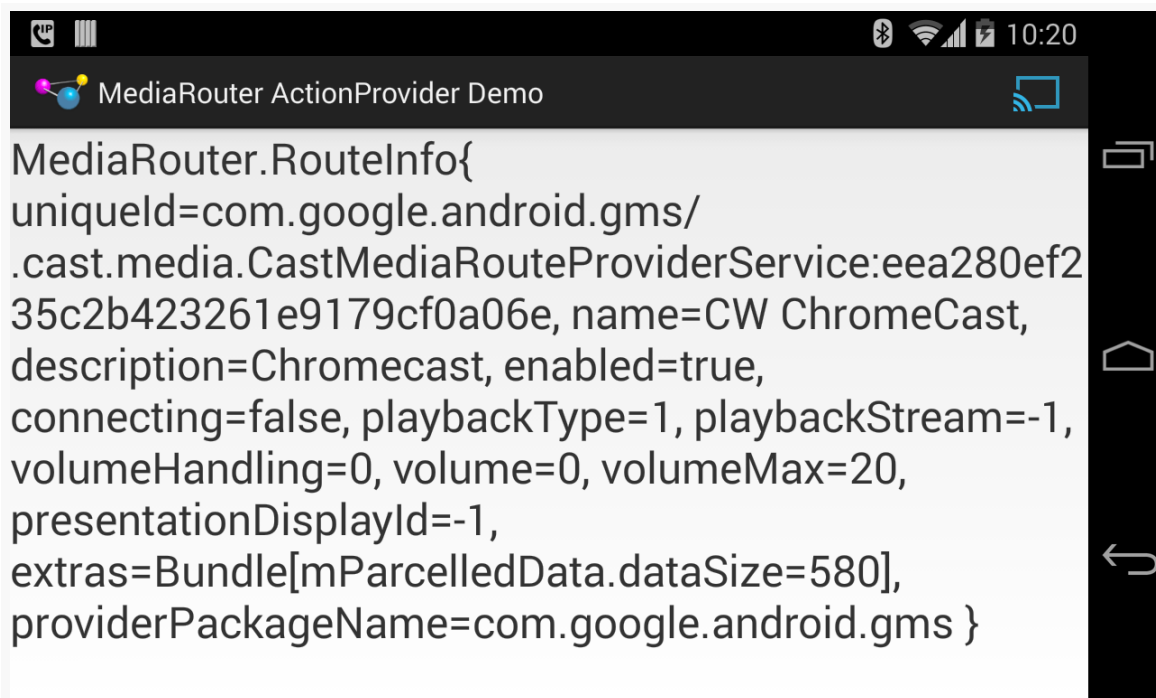 IP
10:20
MediaRouter ActionProvider Demo
MediaRouter.RouteInfo{
uniqueId=com.google.android.gms/
.cast.media.CastMediaRouteProviderService:eea280ef2
35c2b423261e9179cf0a06e, name=CW ChromeCast,
description=Chromecast, enabled=true,
connecting=false, playbackType=1, playbackStream=-1,
volumeHandling=0, volume=0, volumeMax=20,
presentationDisplayId=-1,
extras=Bundle[mParcelledData.dataSize=580],
providerPackageName=com.google.android.gms }